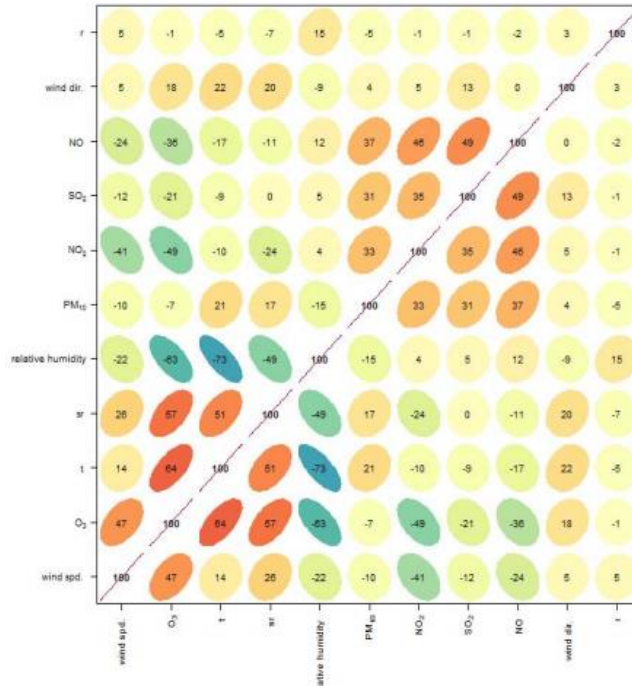 r 5 -1 -5 -7 15 -5 -1 -1 -2 3 100
wind dir. 5 18 22 20 -9 4 5 13 0 100 3
NO -24 -36 -17 -11 12 37 46 49 100 0 -2
SO₂ -12 -21 -9 0 5 31 35 100 49 13 -1
NO₂ -41 -49 -10 -24 4 33 100 35 46 5 -1
PM₁₀ -10 -7 21 17 -15 100 33 31 37 4 -5
relative humidity -22 -63 -73 -49 100 -15 4 5 12 -9 15
sr 26 57 51 100 -49 17 -24 0 -11 20 -7
t 14 64 100 51 -73 21 -10 -9 -17 22 -5
O₃ 47 100 64 57 -63 -7 -49 -21 -36 18 -1
wind spd. 100 47 14 26 -22 -10 -41 -12 -24 5 5
wind spd.
O₃
t
sr
ative humidity
PM₁₀
NO₂
SO₂
NO
wind dir.
r